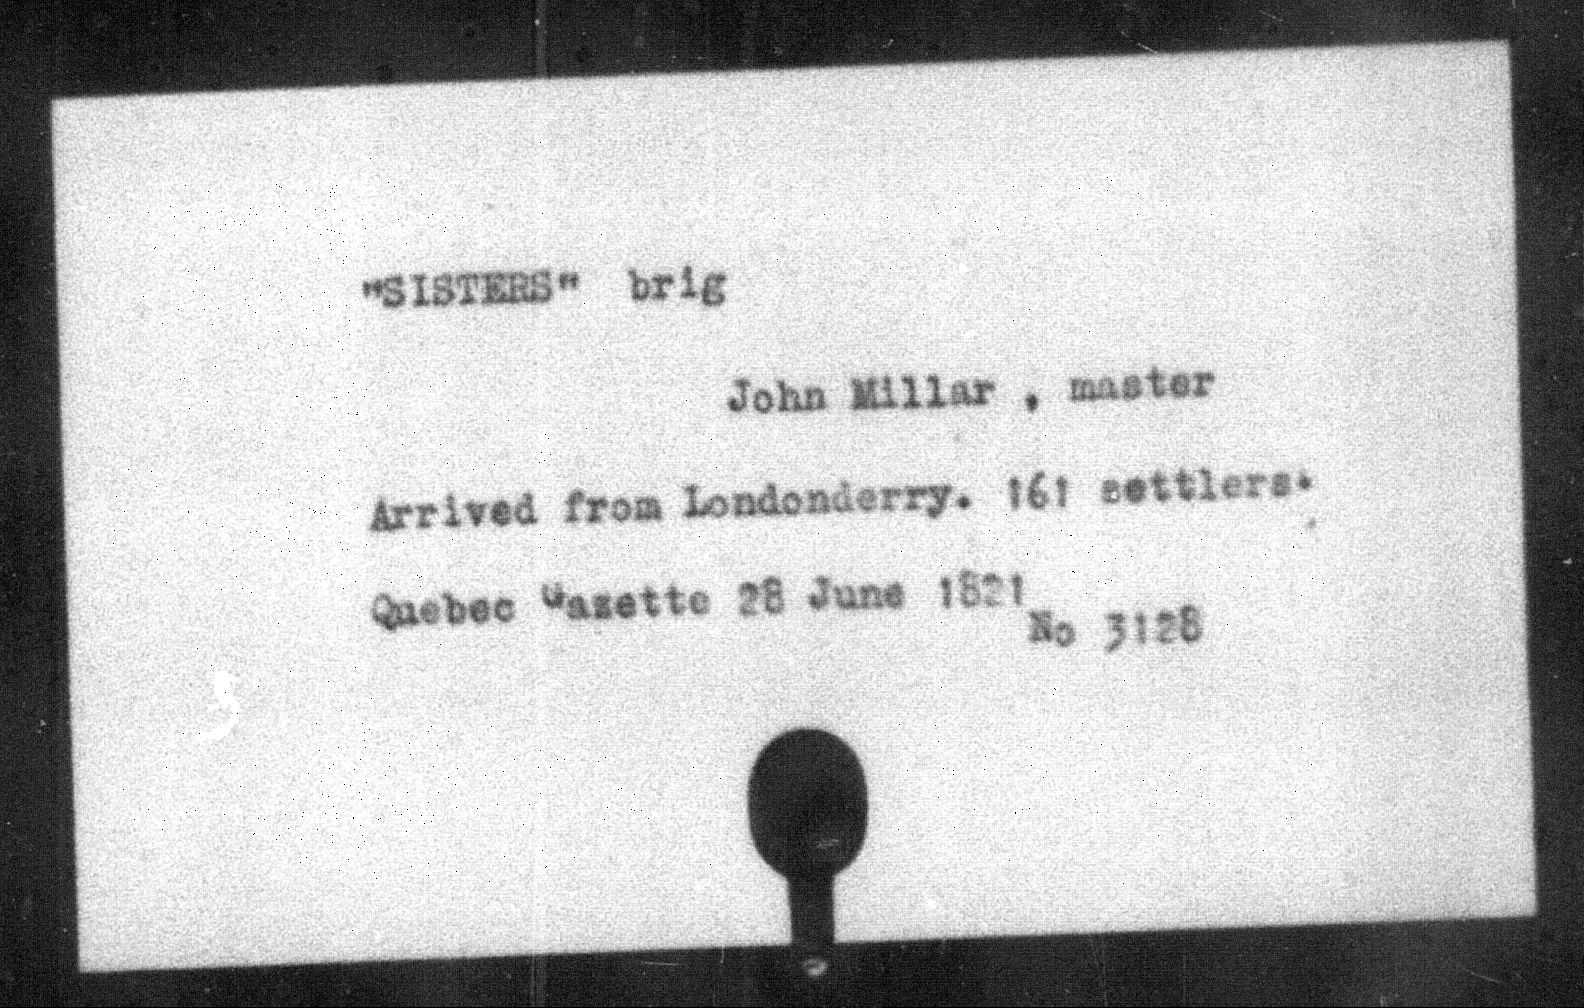 "SISTERS" brig
John Millar , master
Arrived from Londonderry. 161 settlers.
Quebec Gazette 28 June 1821
No 3128